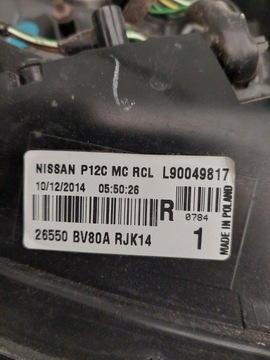 NISSAN P12C MC RCL L90049817
10/12/2014 05:50:26
R 0784
26550 BV80A RJK14 1
MADE IN POLAND